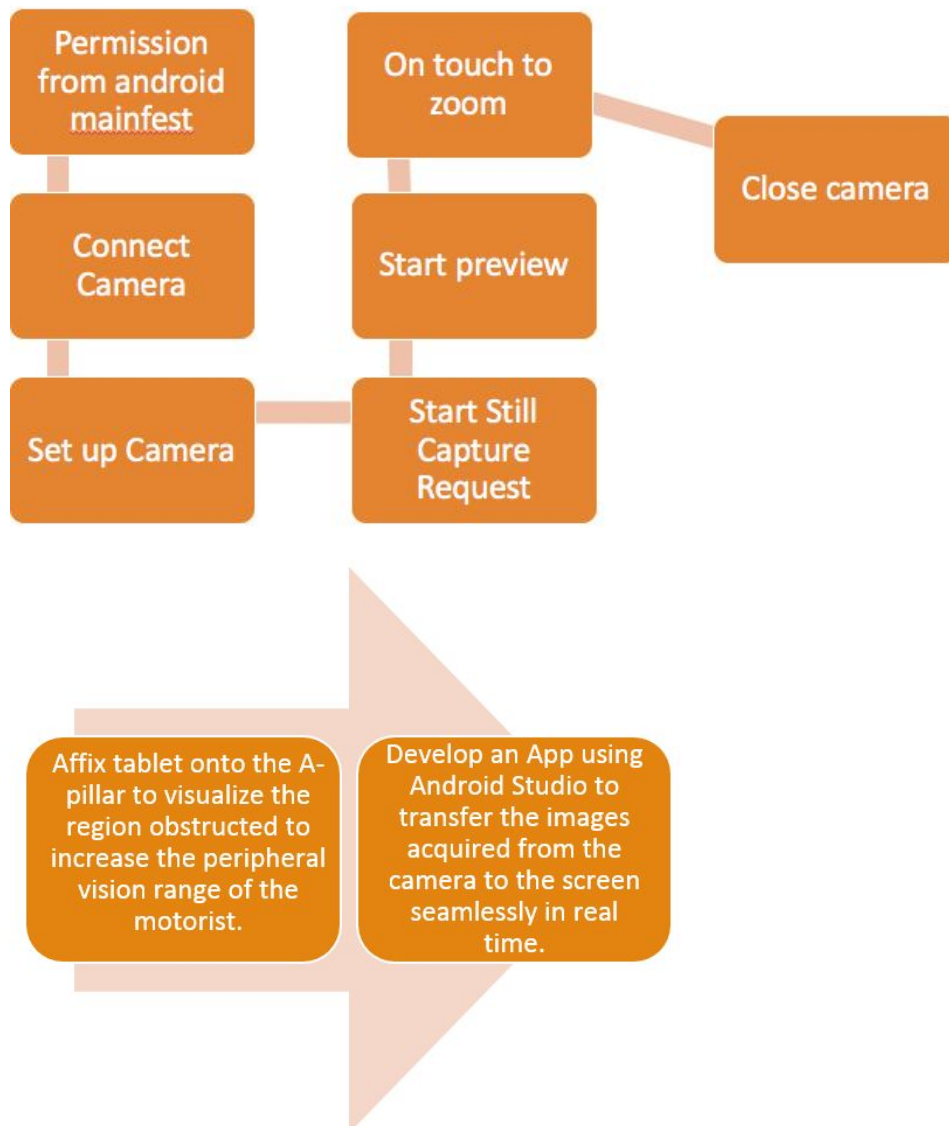 Permission
from android
mainfest
Connect
Camera
Set up Camera
Start Still
Capture
Request
Start preview
On touch to
zoom
Close camera
Affix tablet onto the A-
pillar to visualize the
region obstructed to
increase the peripheral
vision range of the
motorist.
Develop an App using
Android Studio to
transfer the images
acquired from the
camera to the screen
seamlessly in real
time.